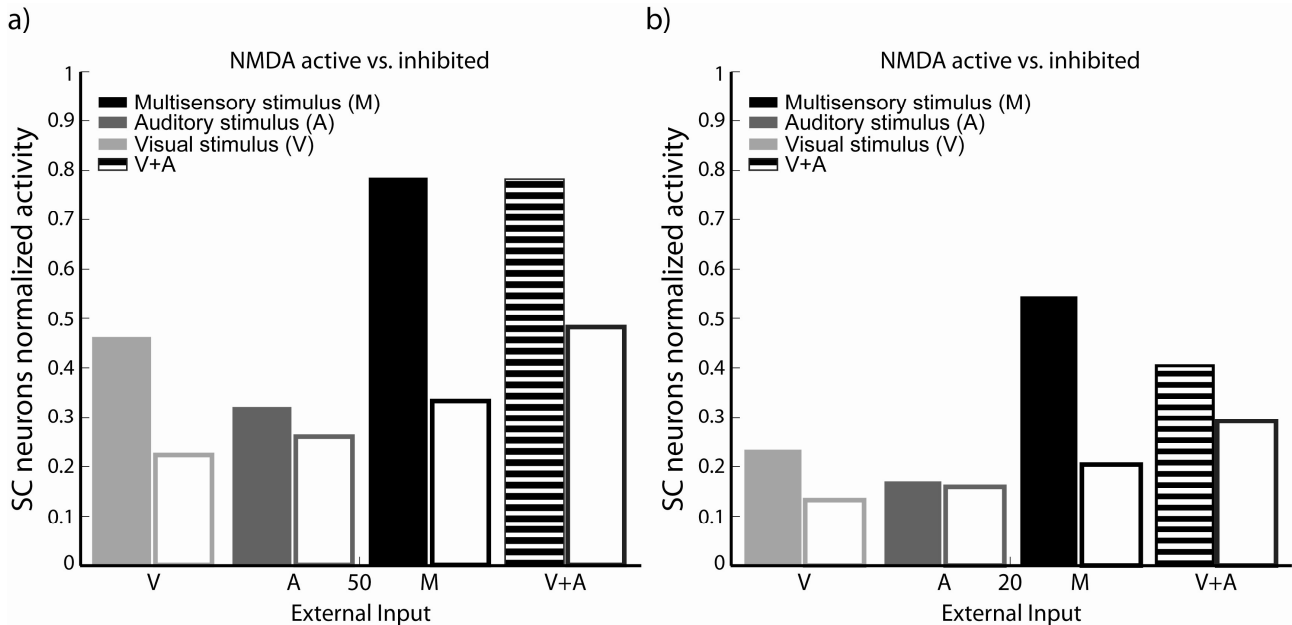 a)
NMDA active vs. inhibited
SC neurons normalized activity
1
0.9
0.8
0.7
0.6
0.5
0.4
0.3
0.2
0.1
0
Multisensory stimulus (M)
Auditory stimulus (A)
Visual stimulus (V)
V+A
V A 50 M V+A
External Input
b)
NMDA active vs. inhibited
SC neurons normalized activity
1
0.9
0.8
0.7
0.6
0.5
0.4
0.3
0.2
0.1
0
Multisensory stimulus (M)
Auditory stimulus (A)
Visual stimulus (V)
V+A
V A 20 M V+A
External Input